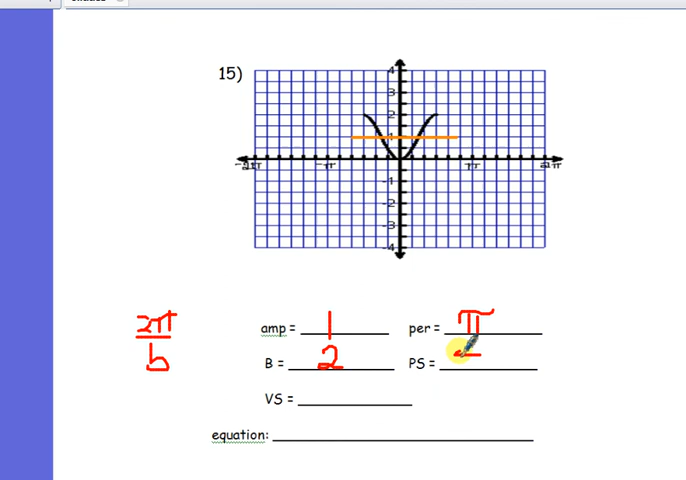 15)
4
3
2
1
-2π -π π 2π
-1
-2
-3
-4
2π/b
amp = 1 per = π
B = 2 PS =
VS =
equation: